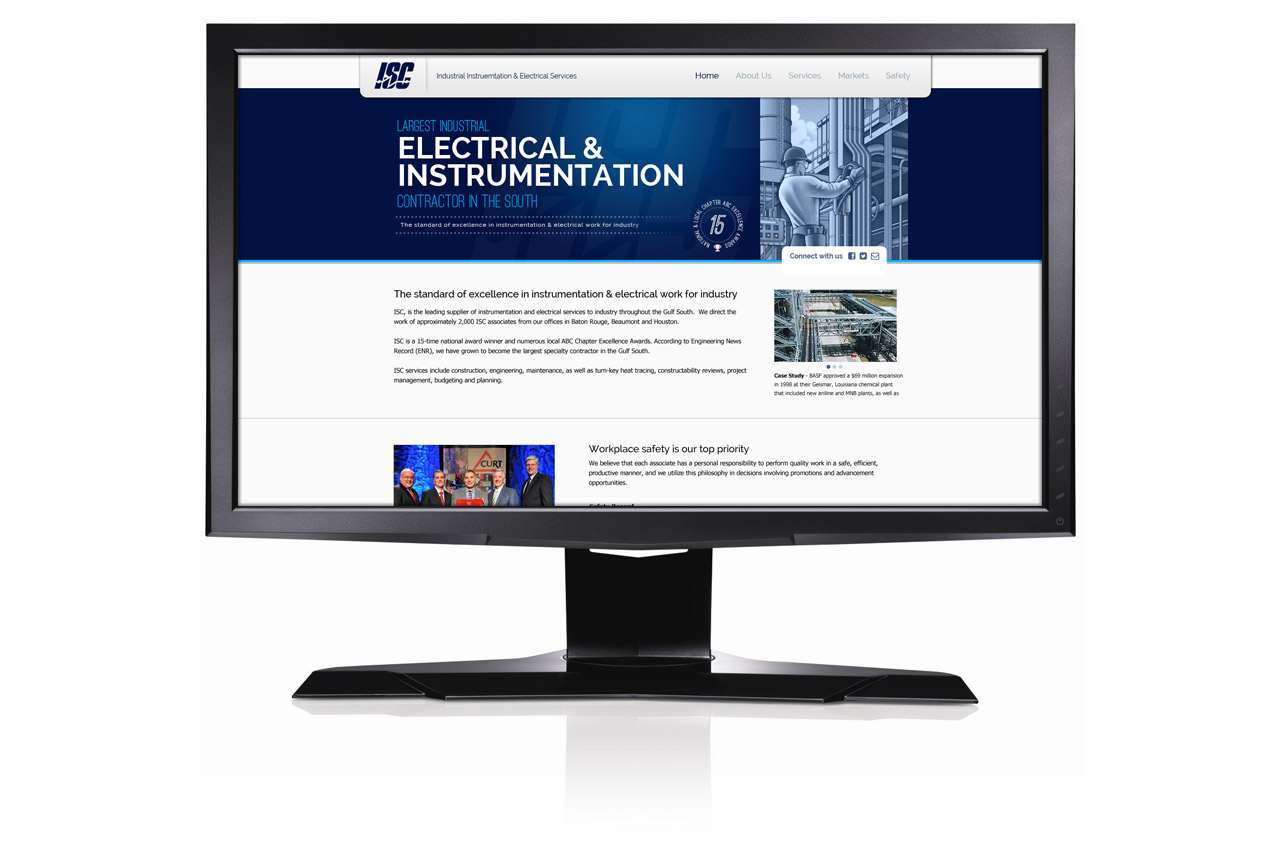 ISC
Industrial Instruemtation & Electrical Services
Home
About Us
Services
Markets
Safety
LARGEST INDUSTRIAL
ELECTRICAL &
INSTRUMENTATION
CONTRACTOR IN THE SOUTH
The standard of excellence in instrumentation & electrical work for industry
NATIONAL & LOCAL CHAPTER ABC EXCELLENCE AWARDS
15
Connect with us
The standard of excellence in instrumentation & electrical work for industry
ISC, is the leading supplier of instrumentation and electrical services to industry throughout the Gulf South. We direct the
work of approximately 2,000 ISC associates from our offices in Baton Rouge, Beaumont and Houston.
ISC is a 15-time national award winner and numerous local ABC Chapter Excellence Awards. According to Engineering News
Record (ENR), we have grown to become the largest specialty contractor in the Gulf South.
ISC services include construction, engineering, maintenance, as well as turn-key heat tracing, constructability reviews, project
management, budgeting and planning.
Case Study - BASF approved a $69 million expansion
in 1998 at their Geismar, Louisiana chemical plant
that included new aniline and MNB plants, as well as
CURT
Workplace safety is our top priority
We believe that each associate has a personal responsibility to perform quality work in a safe, efficient,
productive manner, and we utilize this philosophy in decisions involving promotions and advancement
opportunities.
Safety Record